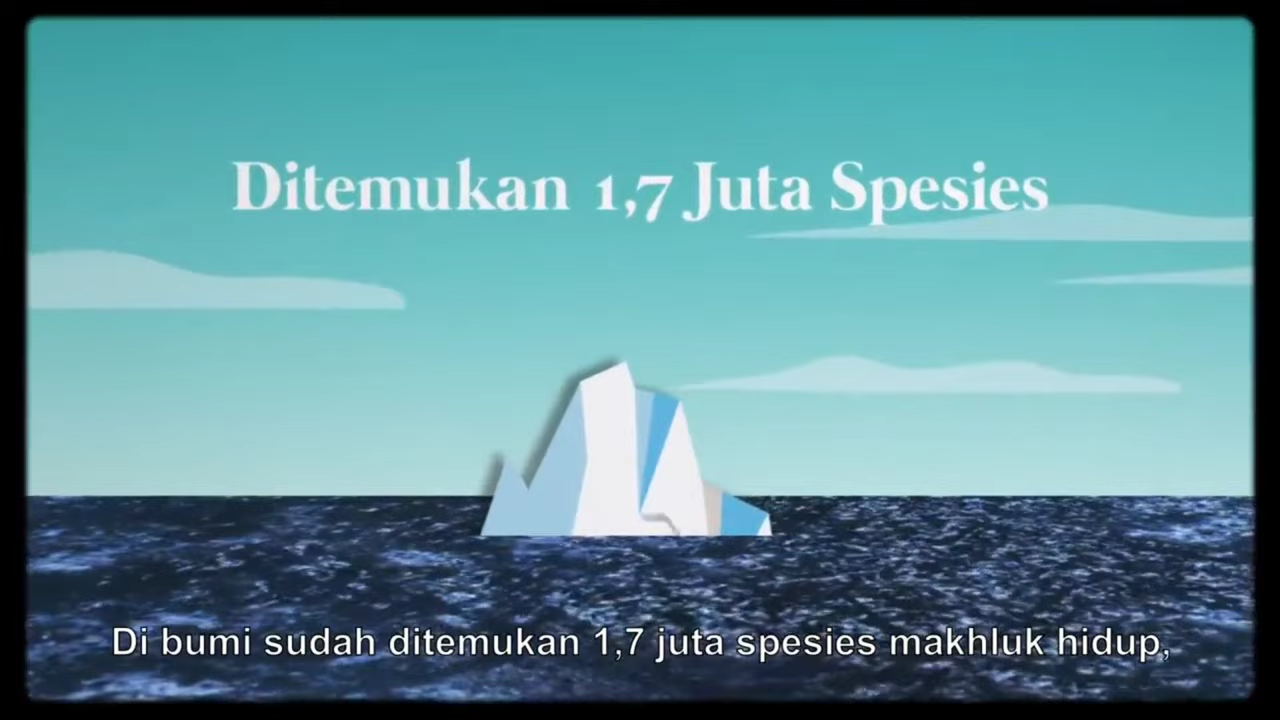 Ditemukan 1,7 Juta Spesies
Di bumi sudah ditemukan 1,7 juta spesies makhluk hidup,